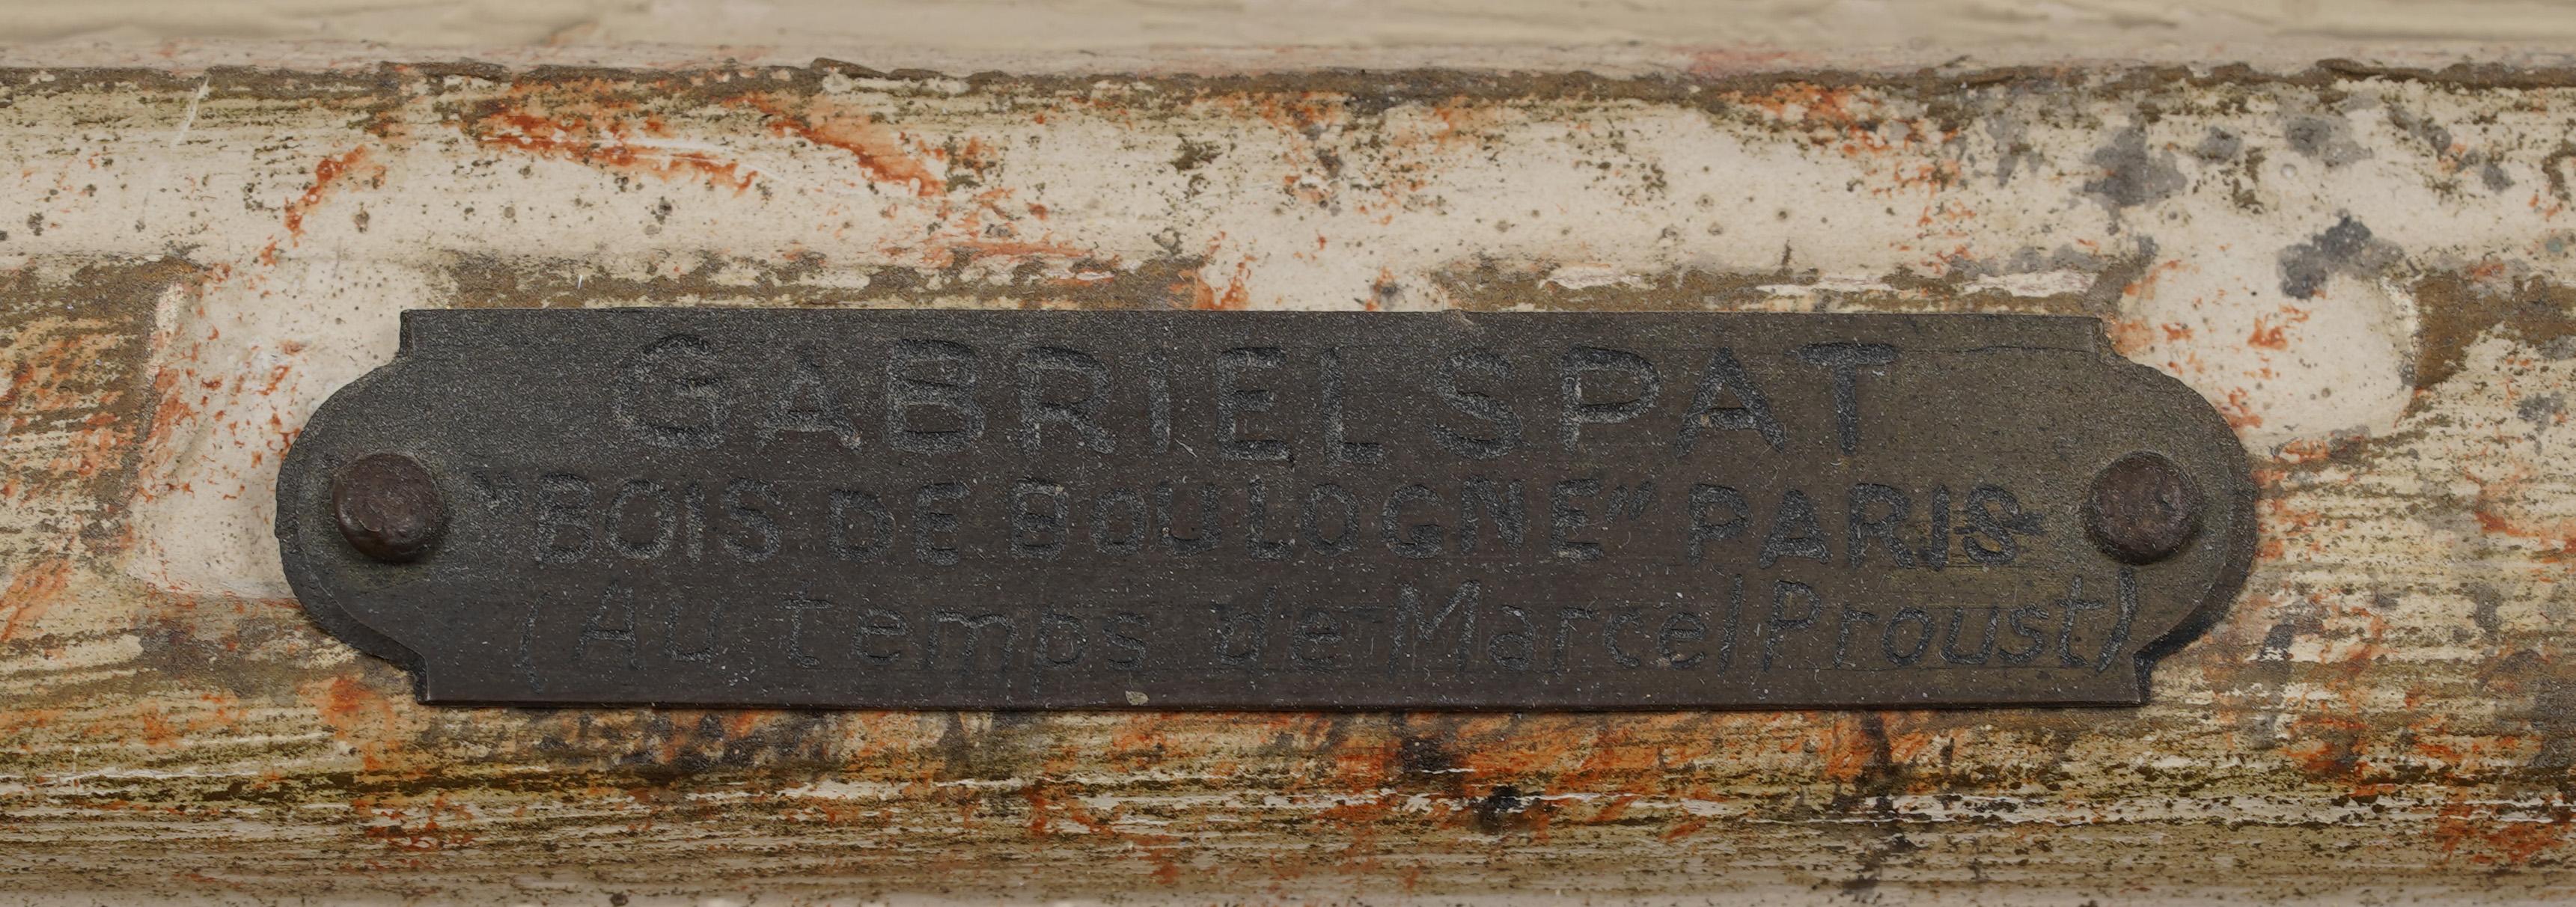 GABRIEL SPAT
"BOIS DE BOULOGNE" PARIS
(Au temps de Marcel Proust)